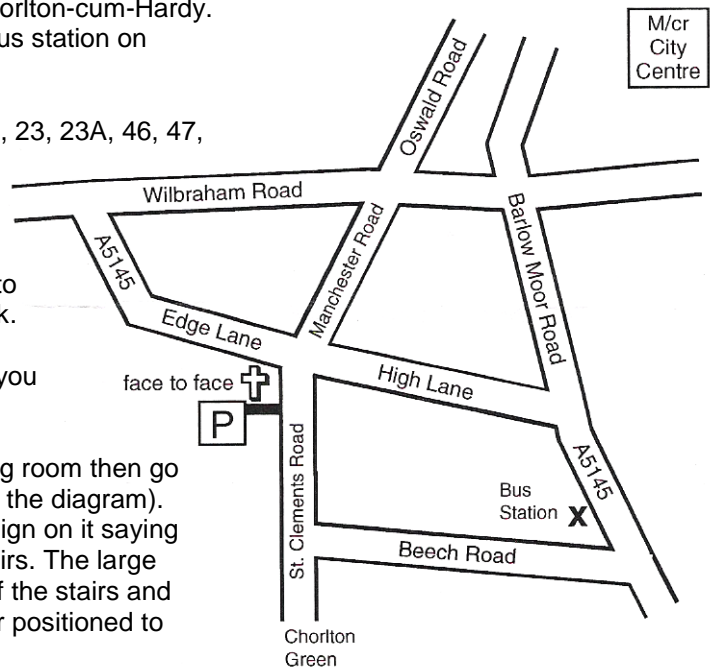 orlton-cum-Hardy.
us station on
, 23, 23A, 46, 47,
to
k.
you
g room then go
the diagram).
ign on it saying
irs. The large
f the stairs and
r positioned to
M/cr
City
Centre
Oswald Road
Wilbraham Road
Barlow Moor Road
A5145
Manchester Road
Edge Lane
High Lane
face to face
P
St. Clements Road
A5145
Bus
Station X
Beech Road
Chorlton
Green